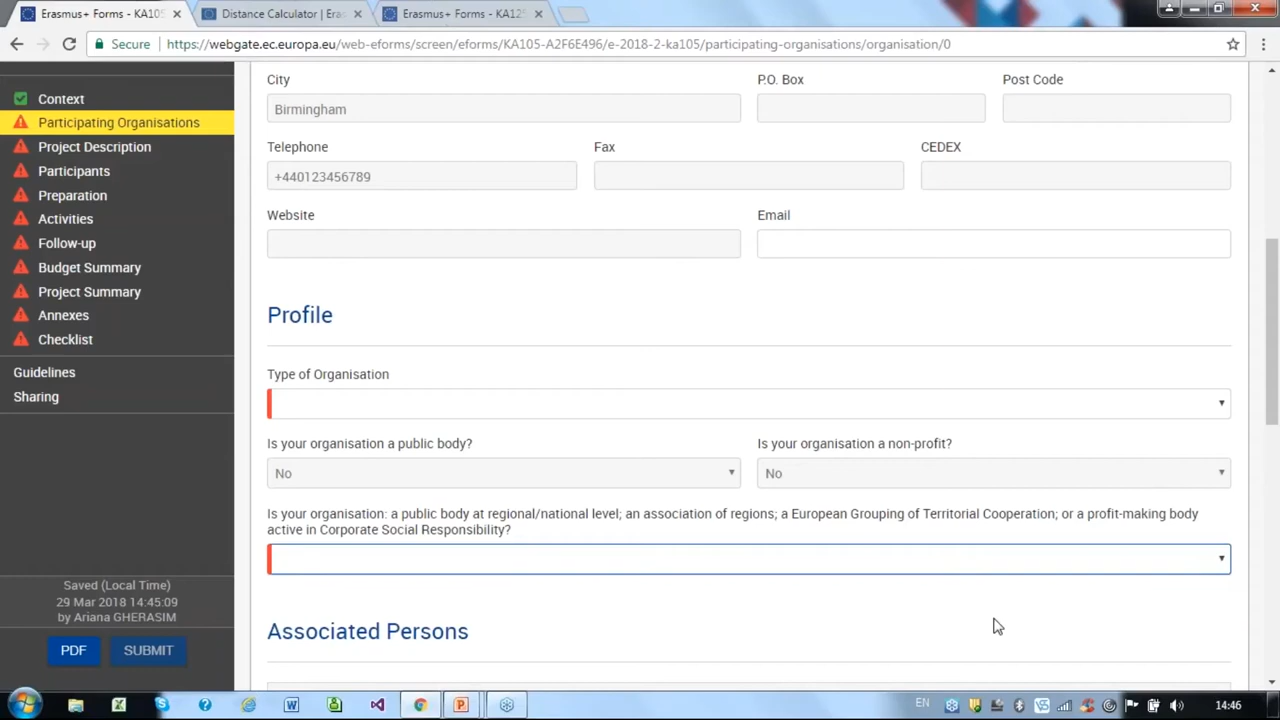 Erasmus+ Forms - KA105
Distance Calculator | Eras
Erasmus+ Forms - KA125
Secure
https://webgate.ec.europa.eu/web-eforms/screen/eforms/KA105-A2F6E496/e-2018-2-ka105/participating-organisations/organisation/0
Context
Participating Organisations
Project Description
Participants
Preparation
Activities
Follow-up
Budget Summary
Project Summary
Annexes
Checklist
Guidelines
Sharing
Saved (Local Time)
29 Mar 2018 14:45:09
by Ariana GHERASIM
PDF SUBMIT
City P.O. Box Post Code
Birmingham
Telephone Fax CEDEX
+440123456789
Website Email
Profile
Type of Organisation
Is your organisation a public body? Is your organisation a non-profit?
No No
Is your organisation: a public body at regional/national level; an association of regions; a European Grouping of Territorial Cooperation; or a profit-making body
active in Corporate Social Responsibility?
Associated Persons
EN 14:46